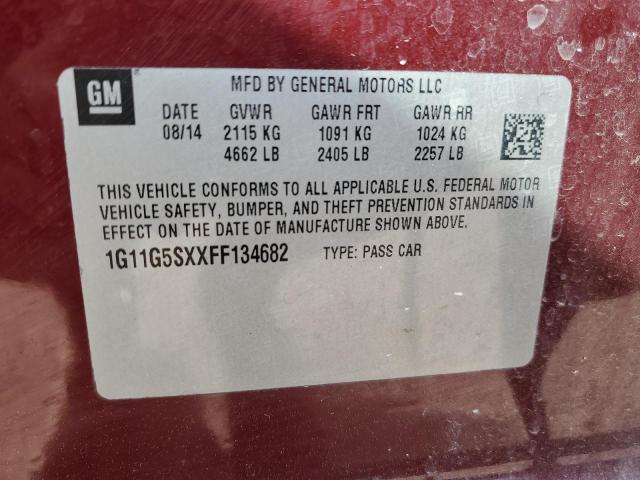 GM
MFD BY GENERAL MOTORS LLC
DATE GVWR GAWR FRT GAWR RR
08/14 2115 KG 1091 KG 1024 KG
4662 LB 2405 LB 2257 LB
THIS VEHICLE CONFORMS TO ALL APPLICABLE U.S. FEDERAL MOTOR
VEHICLE SAFETY, BUMPER, AND THEFT PREVENTION STANDARDS IN
EFFECT ON THE DATE OF MANUFACTURE SHOWN ABOVE.
1G11G5SXXFF134682 TYPE: PASS CAR